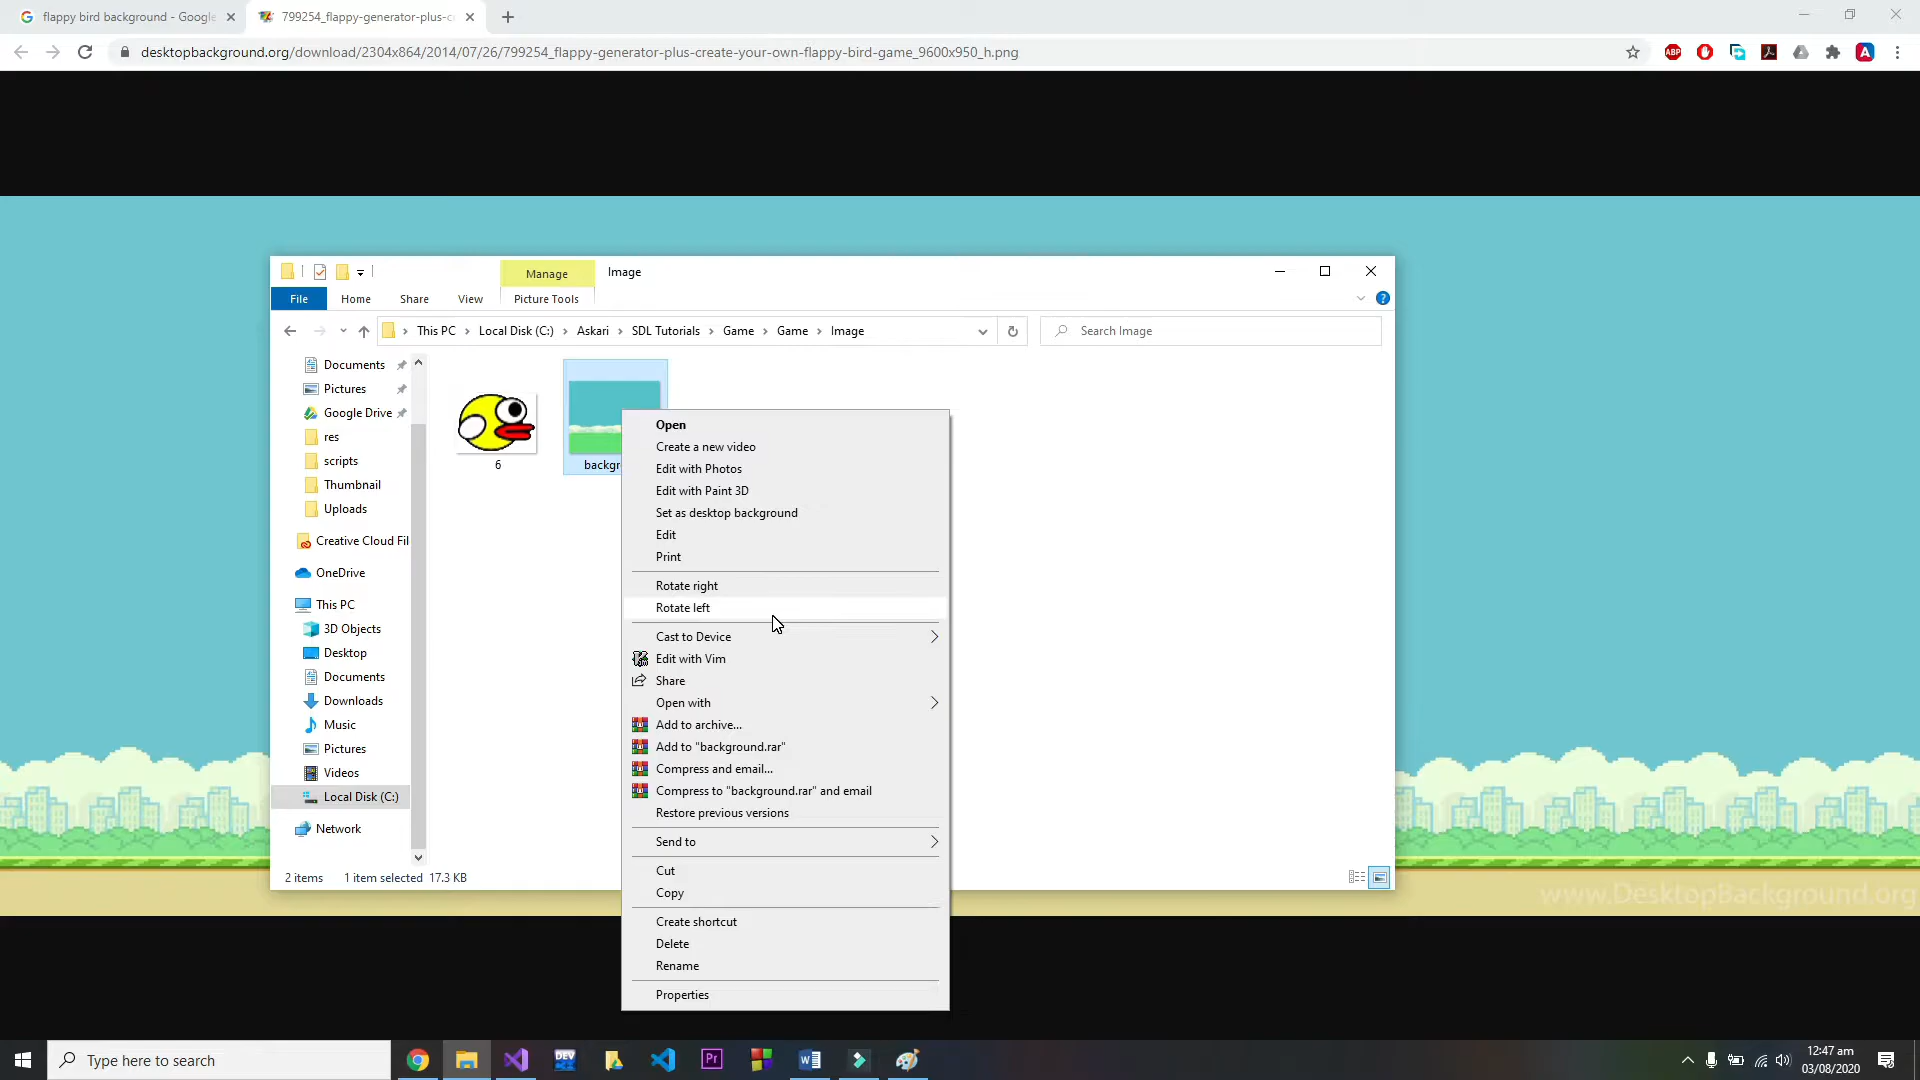 flappy bird background - Google
799254_flappy-generator-plus-c
desktopbackground.org/download/2304x864/2014/07/26/799254_flappy-generator-plus-create-your-own-flappy-bird-game_9600x950_h.png
ABP
A
Manage
Image
File
Home
Share
View
Picture Tools
This PC
Local Disk (C:)
Askari
SDL Tutorials
Game
Game
Image
Search Image
Documents
Pictures
Google Drive
res
scripts
Thumbnail
Uploads
Creative Cloud Fil
OneDrive
This PC
3D Objects
Desktop
Documents
Downloads
Music
Pictures
Videos
Local Disk (C:)
Network
6
backgr
Open
Create a new video
Edit with Photos
Edit with Paint 3D
Set as desktop background
Edit
Print
Rotate right
Rotate left
Cast to Device
Edit with Vim
Share
Open with
Add to archive...
Add to "background.rar"
Compress and email...
Compress to "background.rar" and email
Restore previous versions
Send to
Cut
Copy
Create shortcut
Delete
Rename
Properties
2 items
1 item selected 17.3 KB
www.DesktopBackground.org
Type here to search
DEV
Pr
12:47 am
03/08/2020